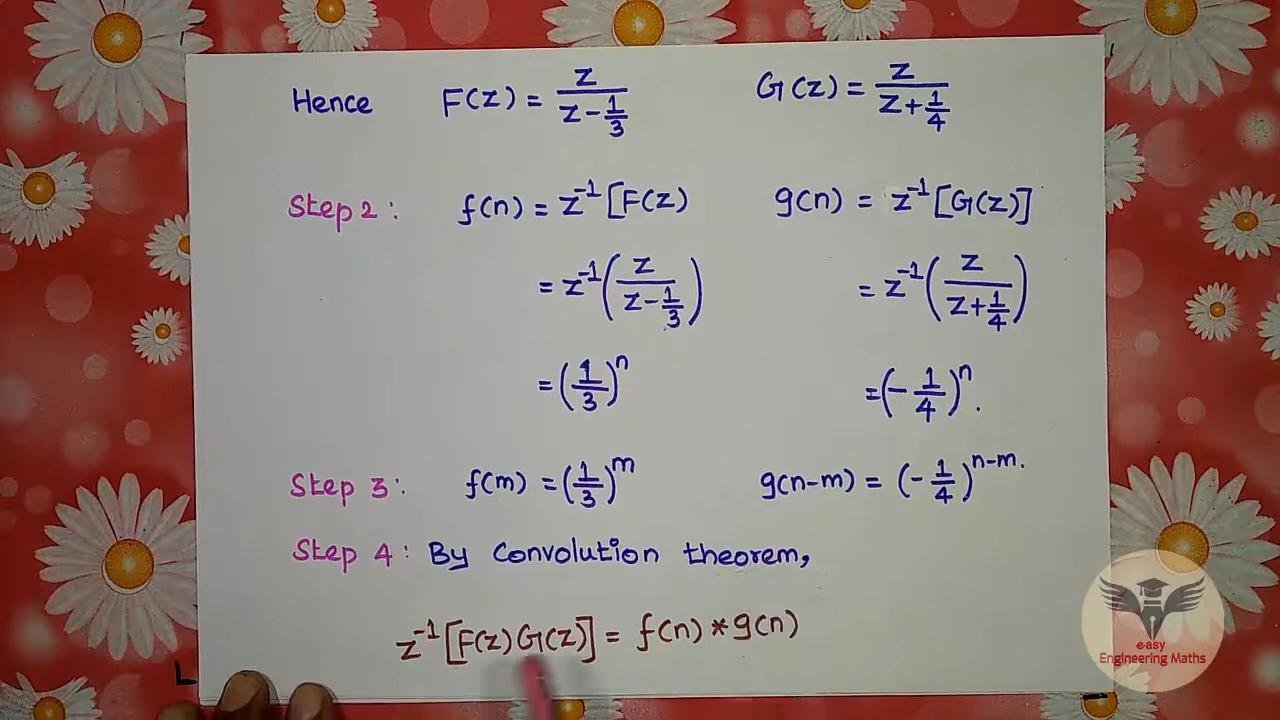 Hence F(z) = z / (z − 1/3) G(z) = z / (z + 1/4)
Step 2 : f(n) = z⁻¹ [F(z) g(n) = z⁻¹ [G(z)]
= z⁻¹ ( z / (z − 1/3) ) = z⁻¹ ( z / (z + 1/4) )
= (1/3)ⁿ = (− 1/4)ⁿ.
Step 3 : f(m) = (1/3)ᵐ g(n−m) = (− 1/4)ⁿ⁻ᵐ.
Step 4 : By Convolution theorem,
z⁻¹ [F(z) G(z)] = f(n) * g(n)
easy
Engineering Maths